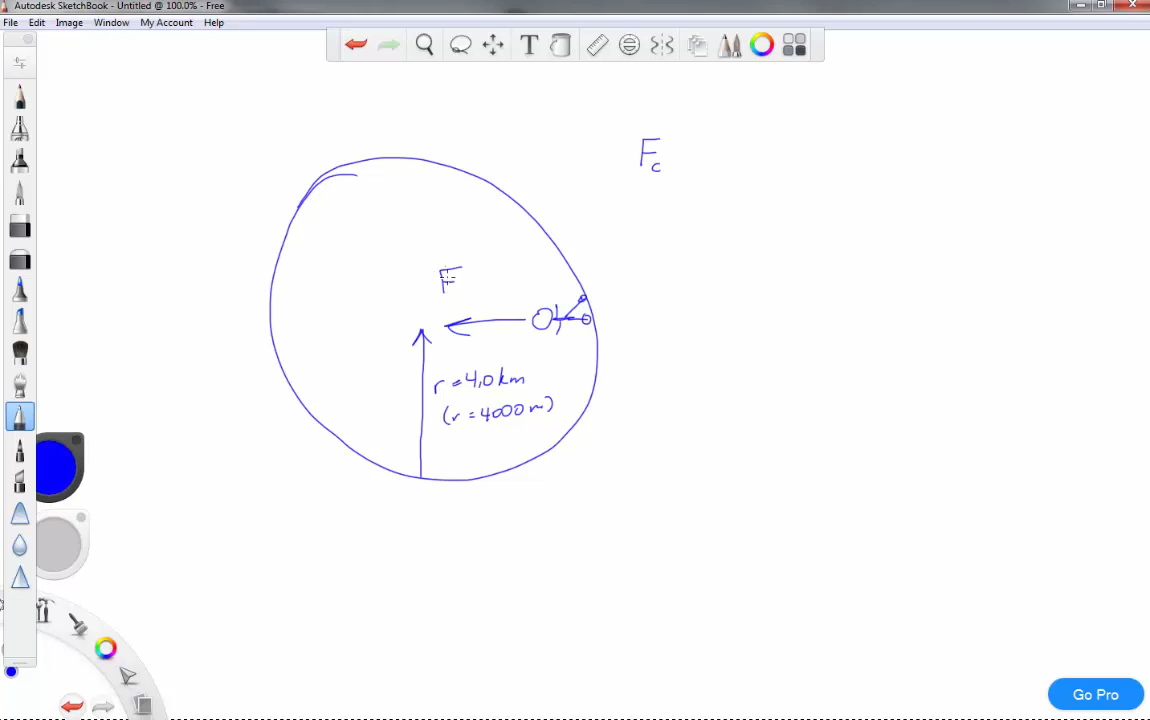 Autodesk SketchBook - Untitled @ 100.0% - Free
File Edit Image Window My Account Help
T
F
c
F
r = 4,0 km
(r = 4000 m)
Go Pro